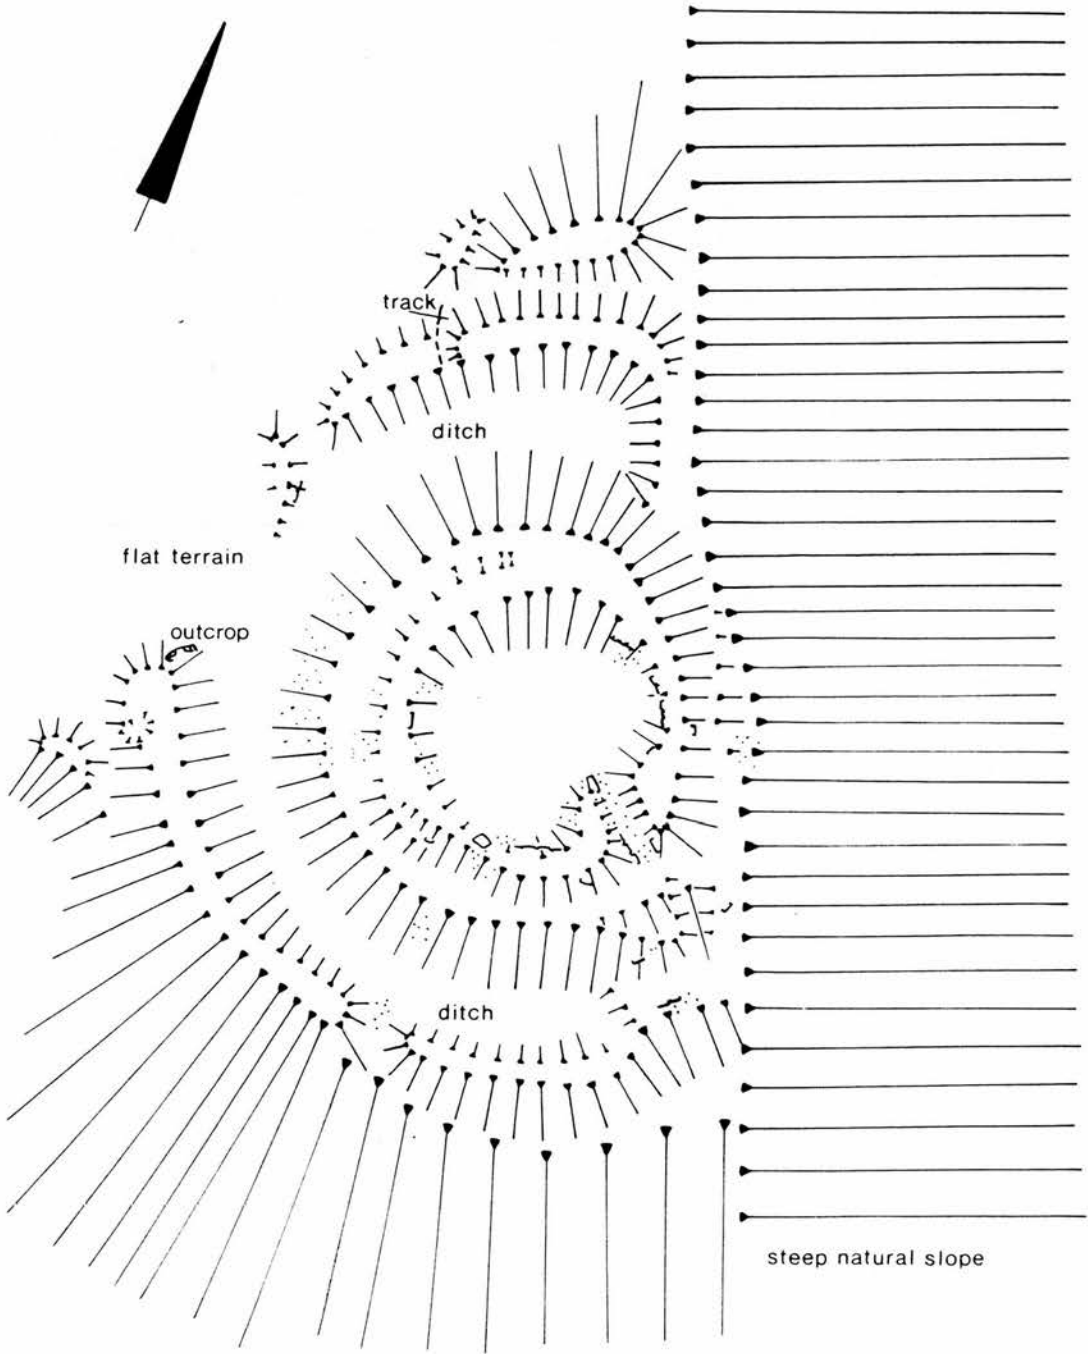 track
ditch
flat terrain
outcrop
ditch
steep natural slope